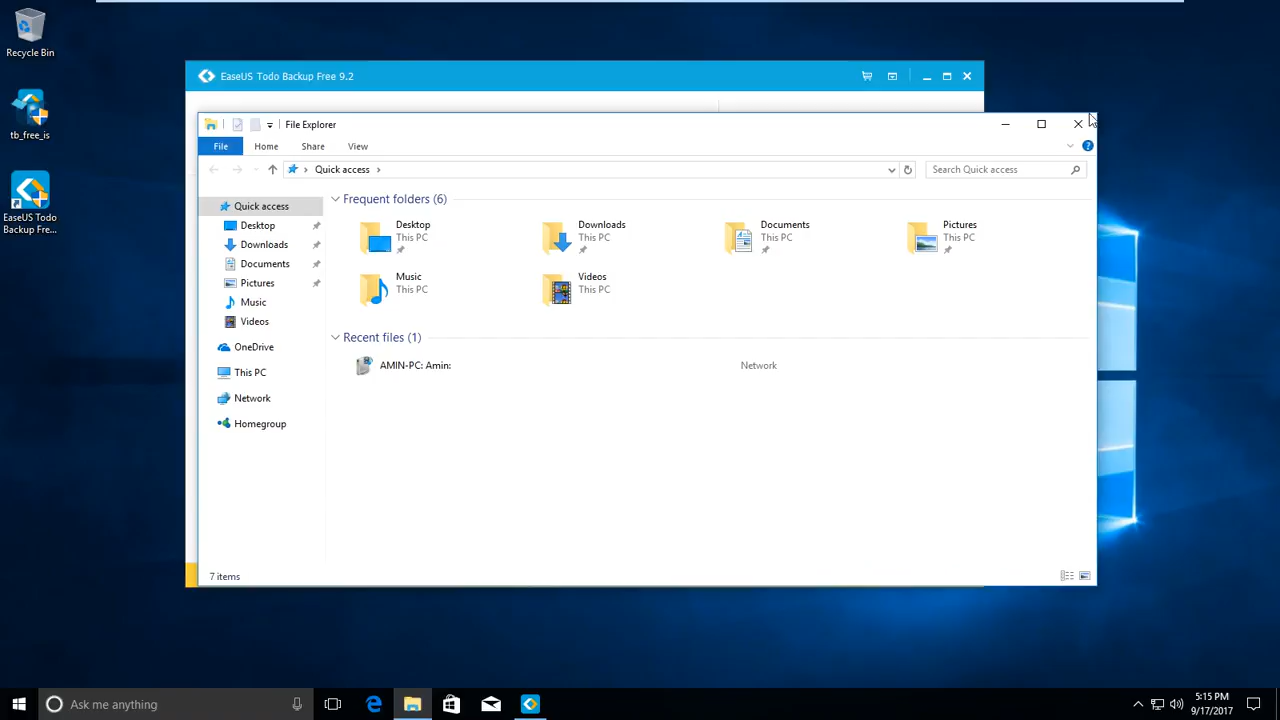 Recycle Bin
tb_free_is
EaseUS Todo
Backup Fre...
EaseUS Todo Backup Free 9.2
File Explorer
File
Home
Share
View
Quick access
Search Quick access
Quick access
Desktop
Downloads
Documents
Pictures
Music
Videos
OneDrive
This PC
Network
Homegroup
Frequent folders (6)
Desktop
This PC
Downloads
This PC
Documents
This PC
Pictures
This PC
Music
This PC
Videos
This PC
Recent files (1)
AMIN-PC: Amin:
Network
7 items
Ask me anything
5:15 PM
9/17/2017